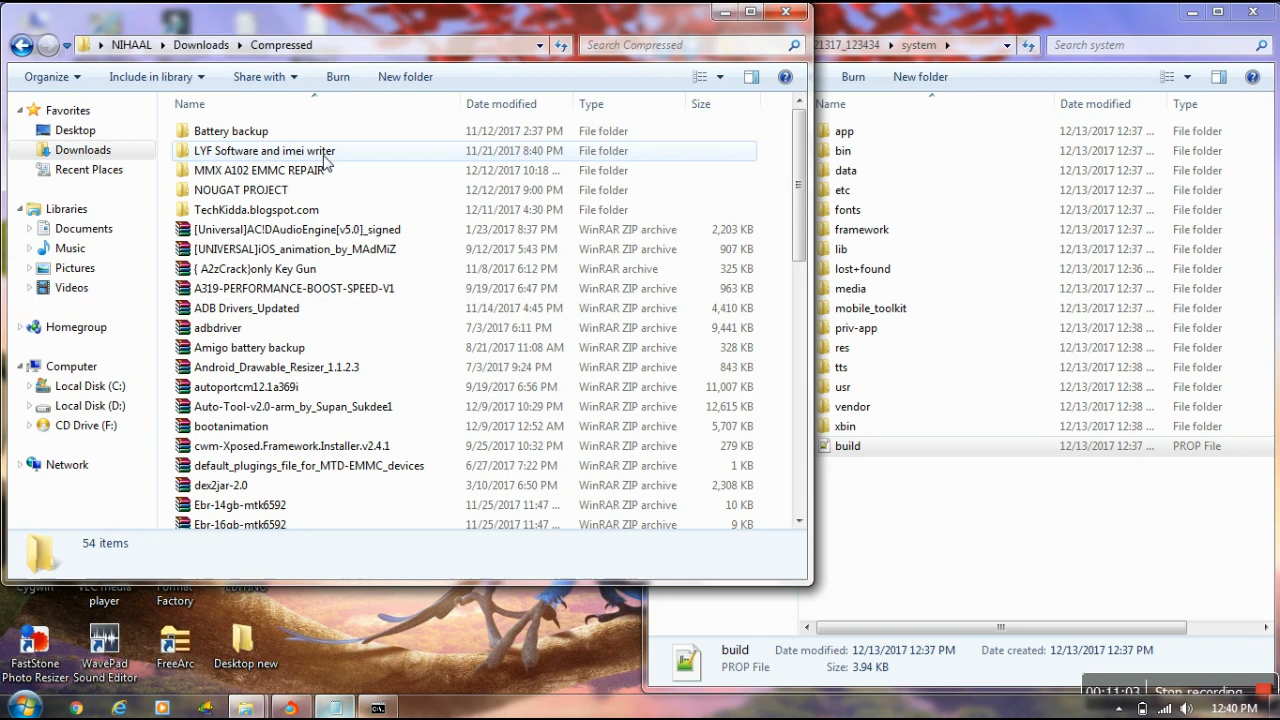 NIHAAL Downloads Compressed
Search Compressed
Organize Include in library Share with Burn New folder
Favorites
Desktop
Downloads
Recent Places
Libraries
Documents
Music
Pictures
Videos
Homegroup
Computer
Local Disk (C:)
Local Disk (D:)
CD Drive (F:)
Network
Name Date modified Type Size
Battery backup 11/12/2017 2:37 PM File folder
LYF Software and imei writer 11/21/2017 8:40 PM File folder
MMX A102 EMMC REPAIR 12/12/2017 10:18 ... File folder
NOUGAT PROJECT 12/12/2017 9:00 PM File folder
TechKidda.blogspot.com 12/11/2017 4:30 PM File folder
[Universal]AC!DAudioEngine[v5.0]_signed 1/23/2017 8:37 PM WinRAR ZIP archive 2,203 KB
[UNIVERSAL]iOS_animation_by_MAdMiZ 9/12/2017 5:43 PM WinRAR ZIP archive 907 KB
{ A2zCrack}only Key Gun 11/8/2017 6:12 PM WinRAR archive 325 KB
A319-PERFORMANCE-BOOST-SPEED-V1 9/19/2017 6:47 PM WinRAR ZIP archive 963 KB
ADB Drivers_Updated 11/14/2017 4:45 PM WinRAR ZIP archive 4,410 KB
adbdriver 7/3/2017 6:11 PM WinRAR ZIP archive 9,441 KB
Amigo battery backup 8/21/2017 11:08 AM WinRAR ZIP archive 328 KB
Android_Drawable_Resizer_1.1.2.3 7/3/2017 9:24 PM WinRAR ZIP archive 843 KB
autoportcm12.1a369i 9/19/2017 6:56 PM WinRAR ZIP archive 11,007 KB
Auto-Tool-v2.0-arm_by_Supan_Sukdee1 12/9/2017 10:29 PM WinRAR ZIP archive 12,615 KB
bootanimation 12/9/2017 12:52 AM WinRAR ZIP archive 5,707 KB
cwm-Xposed.Framework.Installer.v2.4.1 9/25/2017 10:32 PM WinRAR ZIP archive 279 KB
default_plugings_file_for_MTD-EMMC_devices 6/27/2017 7:22 PM WinRAR ZIP archive 1 KB
dex2jar-2.0 3/10/2017 6:50 PM WinRAR ZIP archive 2,308 KB
Ebr-14gb-mtk6592 11/25/2017 11:47 ... WinRAR ZIP archive 10 KB
Ebr-16gb-mtk6592 11/25/2017 11:47 ... WinRAR ZIP archive 9 KB
54 items
21317_123434 system
Search system
Burn New folder
Name Date modified Type
app 12/13/2017 12:37 ... File folder
bin 12/13/2017 12:37 ... File folder
data 12/13/2017 12:37 ... File folder
etc 12/13/2017 12:37 ... File folder
fonts 12/13/2017 12:37 ... File folder
framework 12/13/2017 12:37 ... File folder
lib 12/13/2017 12:37 ... File folder
lost+found 12/13/2017 12:36 ... File folder
media 12/13/2017 12:37 ... File folder
mobile_toolkit 12/13/2017 12:37 ... File folder
priv-app 12/13/2017 12:38 ... File folder
res 12/13/2017 12:38 ... File folder
tts 12/13/2017 12:38 ... File folder
usr 12/13/2017 12:38 ... File folder
vendor 12/13/2017 12:38 ... File folder
xbin 12/13/2017 12:38 ... File folder
build 12/13/2017 12:37 ... PROP File
build Date modified: 12/13/2017 12:37 PM Date created: 12/13/2017 12:37 PM
PROP File Size: 3.94 KB
Cygwin
VLC media player
Format Factory
EDITING
FastStone Photo Resizer
WavePad Sound Editor
FreeArc
Desktop new
00:11:03 Stop recording
12:40 PM